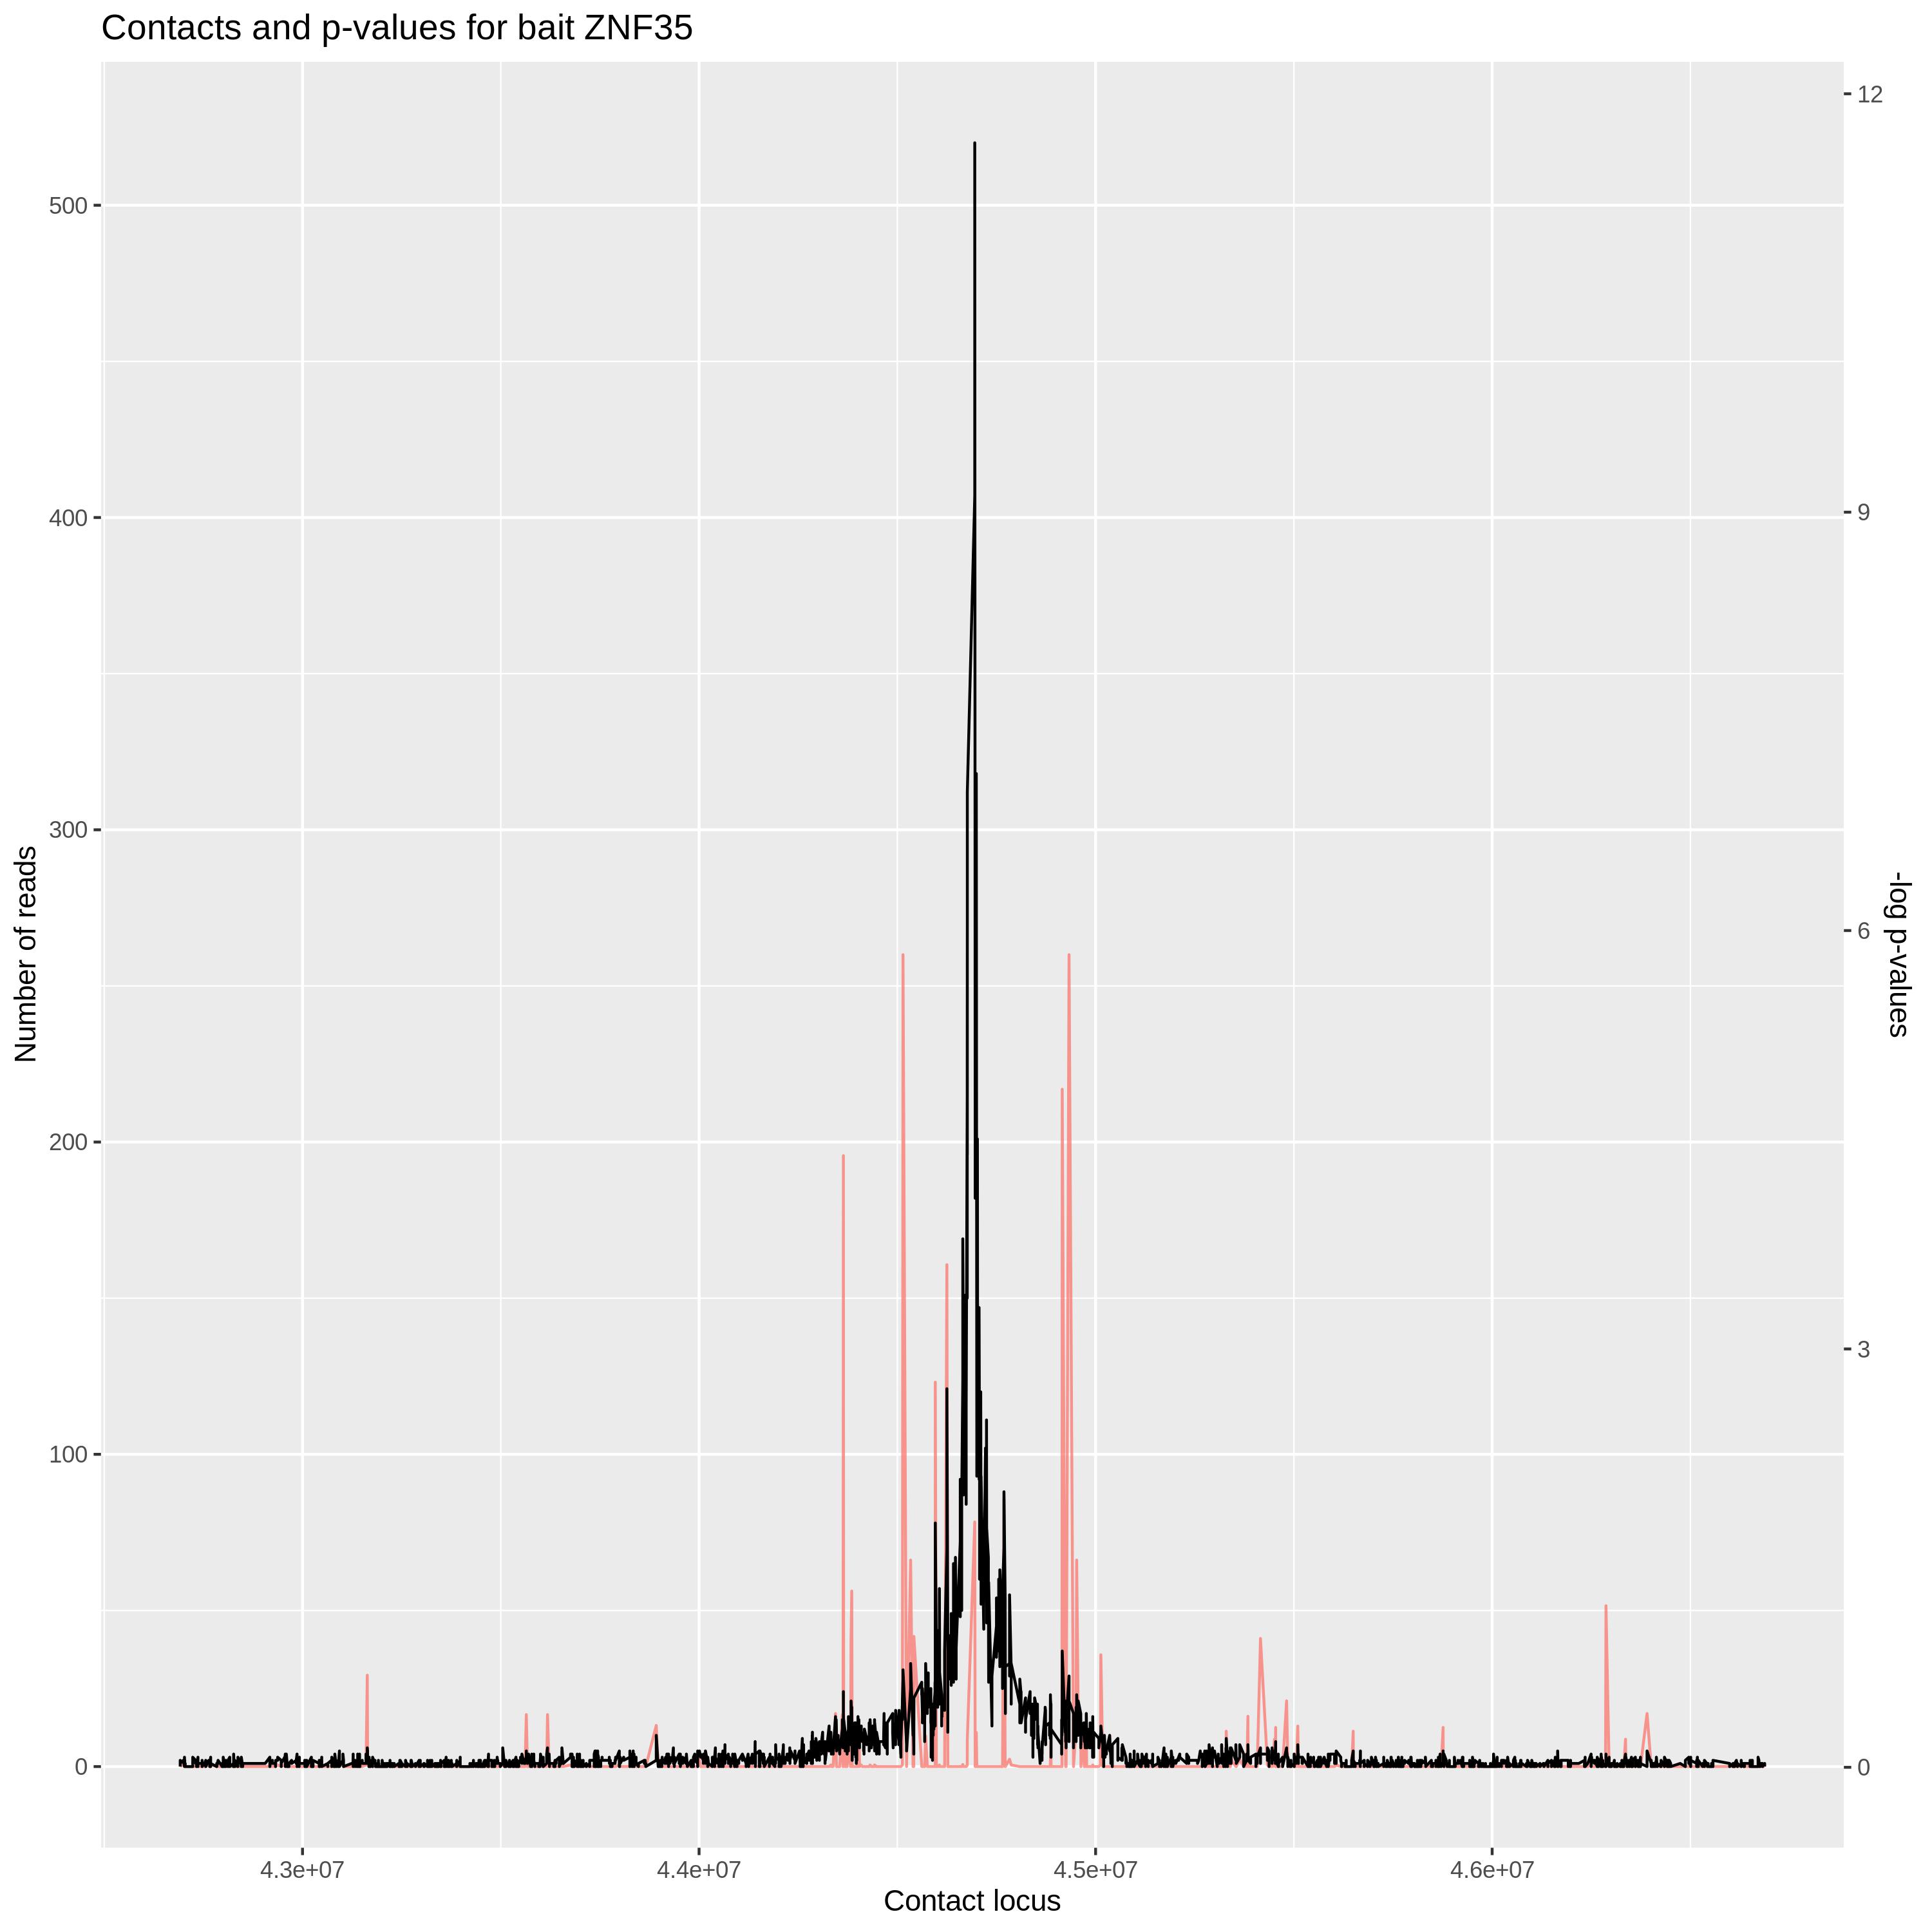 Contacts and p-values for bait ZNF35
12
500
400
9
300
Number of reads
6
-log p-values
200
3
100
0
0
4.3e+07
4.4e+07
4.5e+07
4.6e+07
Contact locus